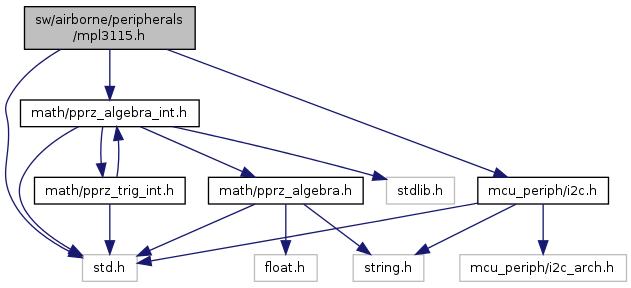 sw/airborne/peripherals
/mpl3115.h
math/pprz_algebra_int.h
math/pprz_trig_int.h
math/pprz_algebra.h
stdlib.h
mcu_periph/i2c.h
std.h
float.h
string.h
mcu_periph/i2c_arch.h